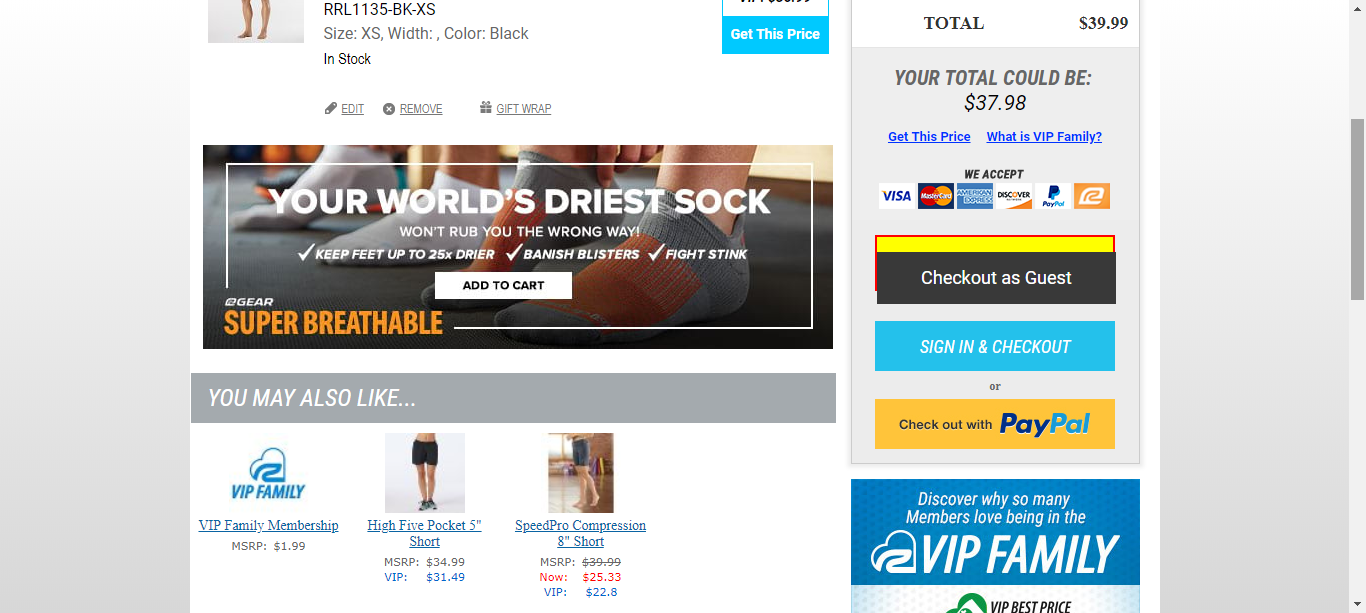 RRL1135-BK-XS
Size: XS, Width: , Color: Black
In Stock
Get This Price
EDIT
REMOVE
GIFT WRAP
YOUR WORLD'S DRIEST SOCK
WON'T RUB YOU THE WRONG WAY!
KEEP FEET UP TO 25x DRIER
BANISH BLISTERS
FIGHT STINK
ADD TO CART
GEAR
SUPER BREATHABLE
YOU MAY ALSO LIKE...
VIP FAMILY
VIP Family Membership
MSRP: $1.99
High Five Pocket 5"
Short
MSRP: $34.99
VIP: $31.49
SpeedPro Compression
8" Short
MSRP: $39.99
Now: $25.33
VIP: $22.8
TOTAL $39.99
YOUR TOTAL COULD BE:
$37.98
Get This Price What is VIP Family?
WE ACCEPT
VISA MasterCard AMERICAN EXPRESS DISCOVER PayPal
Checkout as Guest
SIGN IN & CHECKOUT
or
Check out with PayPal
Discover why so many
Members love being in the
VIP FAMILY
VIP BEST PRICE